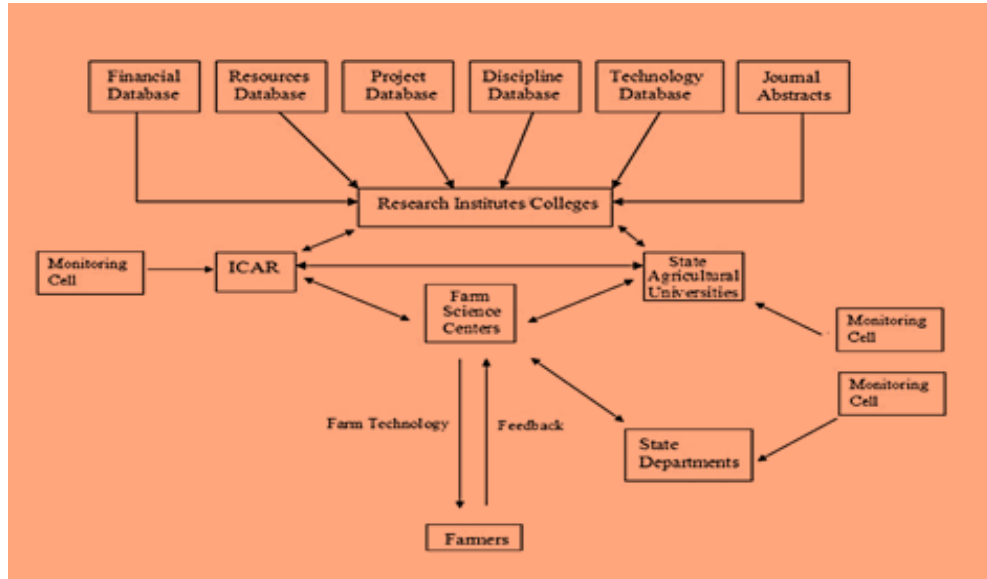 Financial
Database
Resources
Database
Project
Database
Discipline
Database
Technology
Database
Journal
Abstracts
Research Institutes Colleges
Monitoring
Cell
ICAR
State
Agricultural
Universities
Farm
Science
Centers
Monitoring
Cell
Monitoring
Cell
Farm Technology
Feedback
State
Departments
Farmers